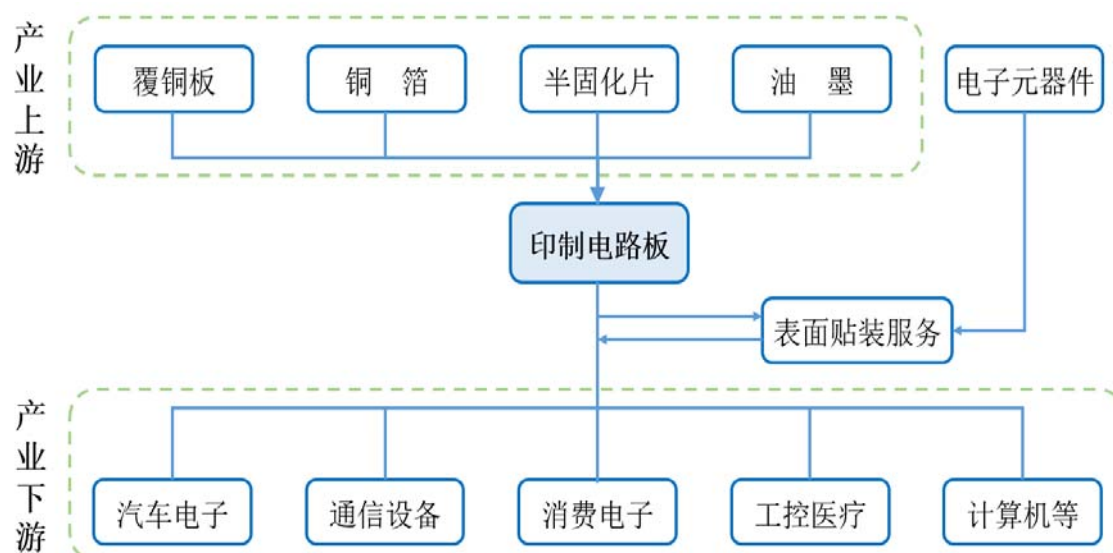 产业上游
覆铜板
铜 箔
半固化片
油 墨
电子元器件
印制电路板
表面贴装服务
产业下游
汽车电子
通信设备
消费电子
工控医疗
计算机等